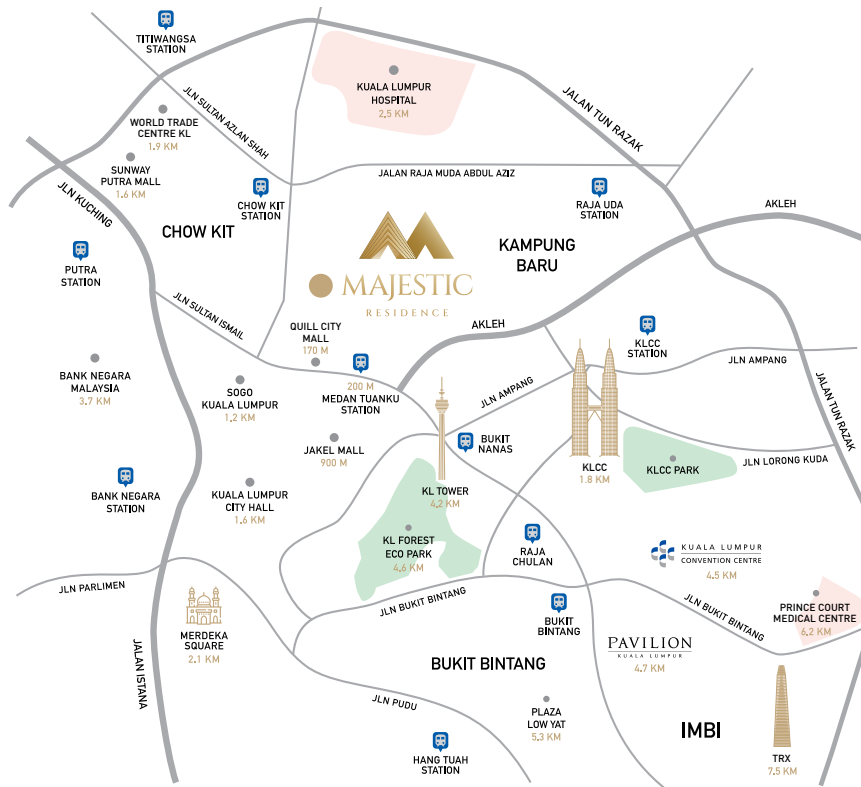 TITIWANGSA
STATION
KUALA LUMPUR
HOSPITAL
2.5 KM
JALAN TUN RAZAK
JLN SULTAN AZLAN SHAH
WORLD TRADE
CENTRE KL
1.9 KM
SUNWAY
PUTRA MALL
1.6 KM
JLN KUCHING
JALAN RAJA MUDA ABDUL AZIZ
CHOW KIT
STATION
RAJA UDA
STATION
AKLEH
CHOW KIT
KAMPUNG
BARU
PUTRA
STATION
MAJESTIC
RESIDENCE
JLN SULTAN ISMAIL
QUILL CITY
MALL
170 M
AKLEH
KLCC
STATION
JLN AMPANG
BANK NEGARA
MALAYSIA
3.7 KM
SOGO
KUALA LUMPUR
1.2 KM
200 M
MEDAN TUANKU
STATION
JLN AMPANG
JALAN TUN RAZAK
JAKEL MALL
900 M
BUKIT
NANAS
KLCC
1.8 KM
KLCC PARK
JLN LORONG KUDA
BANK NEGARA
STATION
KUALA LUMPUR
CITY HALL
1.6 KM
KL TOWER
4.2 KM
KL FOREST
ECO PARK
4.6 KM
RAJA
CHULAN
KUALA LUMPUR
CONVENTION CENTRE
4.5 KM
JLN PARLIMEN
JLN BUKIT BINTANG
BUKIT
BINTANG
JLN BUKIT BINTANG
PRINCE COURT
MEDICAL CENTRE
6.2 KM
MERDEKA
SQUARE
2.1 KM
JALAN ISTANA
BUKIT BINTANG
PAVILION
KUALA LUMPUR
4.7 KM
JLN PUDU
PLAZA
LOW YAT
5.3 KM
IMBI
HANG TUAH
STATION
TRX
7.5 KM